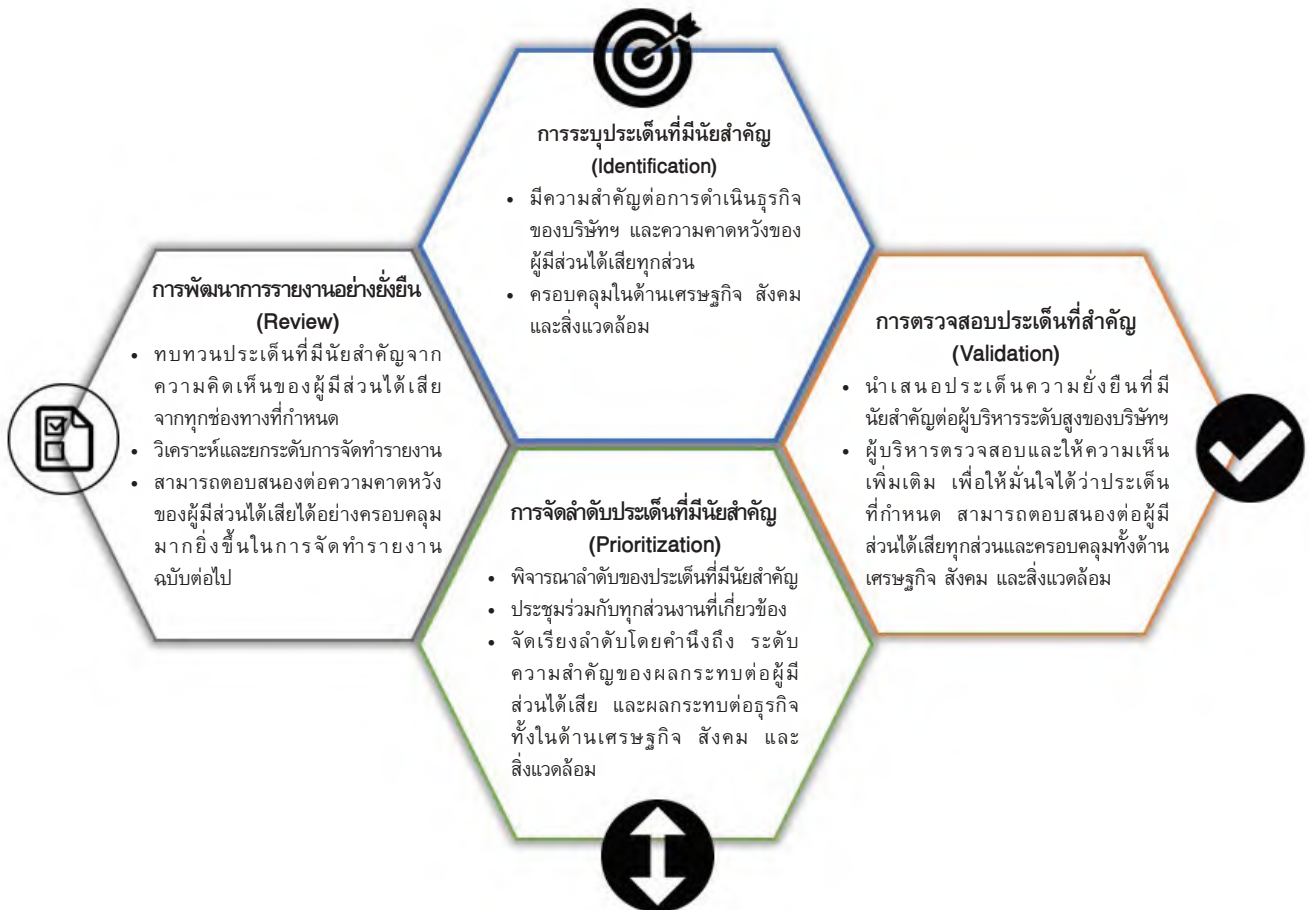 การระบุประเด็นที่มีนัยสำคัญ
(Identification)
• มีความสำคัญต่อการดำเนินธุรกิจ
ของบริษัทฯ และความคาดหวังของ
ผู้มีส่วนได้เสียทุกส่วน
• ครอบคลุมในด้านเศรษฐกิจ สังคม
และสิ่งแวดล้อม
การพัฒนาการรายงานอย่างยั่งยืน
(Review)
• ทบทวนประเด็นที่มีนัยสำคัญจาก
ความคิดเห็นของผู้มีส่วนได้เสีย
จากทุกช่องทางที่กำหนด
• วิเคราะห์และยกระดับการจัดทำรายงาน
• สามารถตอบสนองต่อความคาดหวัง
ของผู้มีส่วนได้เสียได้อย่างครอบคลุม
มากยิ่งขึ้นในการจัดทำรายงาน
ฉบับต่อไป
การตรวจสอบประเด็นที่สำคัญ
(Validation)
• นำเสนอประเด็นความยั่งยืนที่มี
นัยสำคัญต่อผู้บริหารระดับสูงของบริษัทฯ
• ผู้บริหารตรวจสอบและให้ความเห็น
เพิ่มเติม เพื่อให้มั่นใจได้ว่าประเด็น
ที่กำหนด สามารถตอบสนองต่อผู้มี
ส่วนได้เสียทุกส่วนและครอบคลุมทั้งด้าน
เศรษฐกิจ สังคม และสิ่งแวดล้อม
การจัดลำดับประเด็นที่มีนัยสำคัญ
(Prioritization)
• พิจารณาลำดับของประเด็นที่มีนัยสำคัญ
• ประชุมร่วมกับทุกส่วนงานที่เกี่ยวข้อง
• จัดเรียงลำดับโดยคำนึงถึง ระดับ
ความสำคัญของผลกระทบต่อผู้มี
ส่วนได้เสีย และผลกระทบต่อธุรกิจ
ทั้งในด้านเศรษฐกิจ สังคม และ
สิ่งแวดล้อม